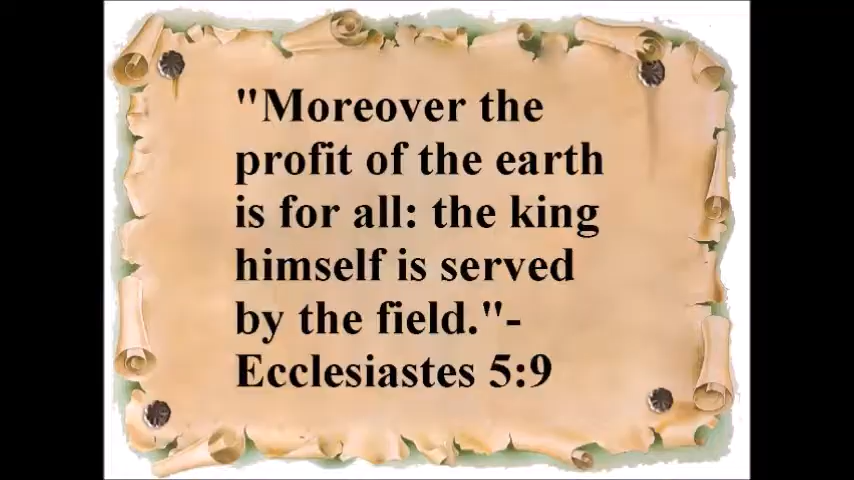 "Moreover the
profit of the earth
is for all: the king
himself is served
by the field."-
Ecclesiastes 5:9